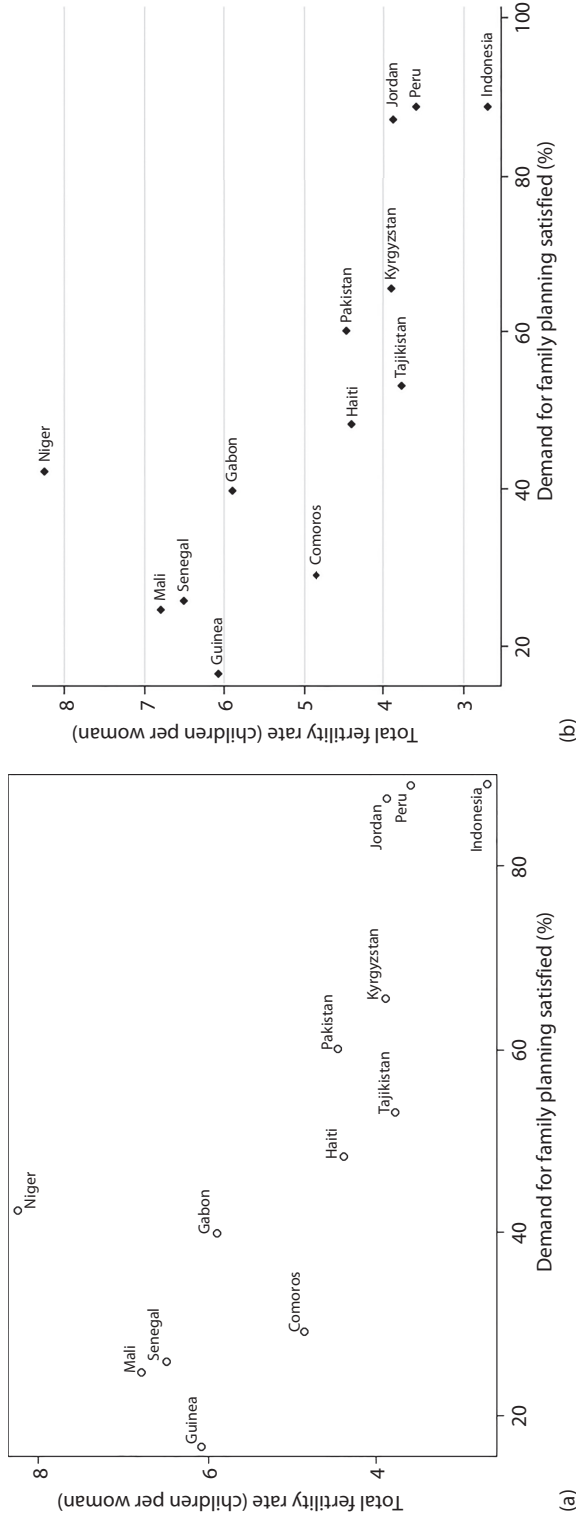 8
6
4
Total fertility rate (children per woman)
Niger
Mali
Senegal
Guinea
Gabon
Comoros
Haiti
Pakistan
Tajikistan
Kyrgyzstan
Jordan
Peru
Indonesia
20 40 60 80
Demand for family planning satisfied (%)
(a)
8
7
6
5
4
3
Total fertility rate (children per woman)
Niger
Mali
Senegal
Guinea
Gabon
Comoros
Haiti
Pakistan
Tajikistan
Kyrgyzstan
Jordan
Peru
Indonesia
20 40 60 80 100
Demand for family planning satisfied (%)
(b)